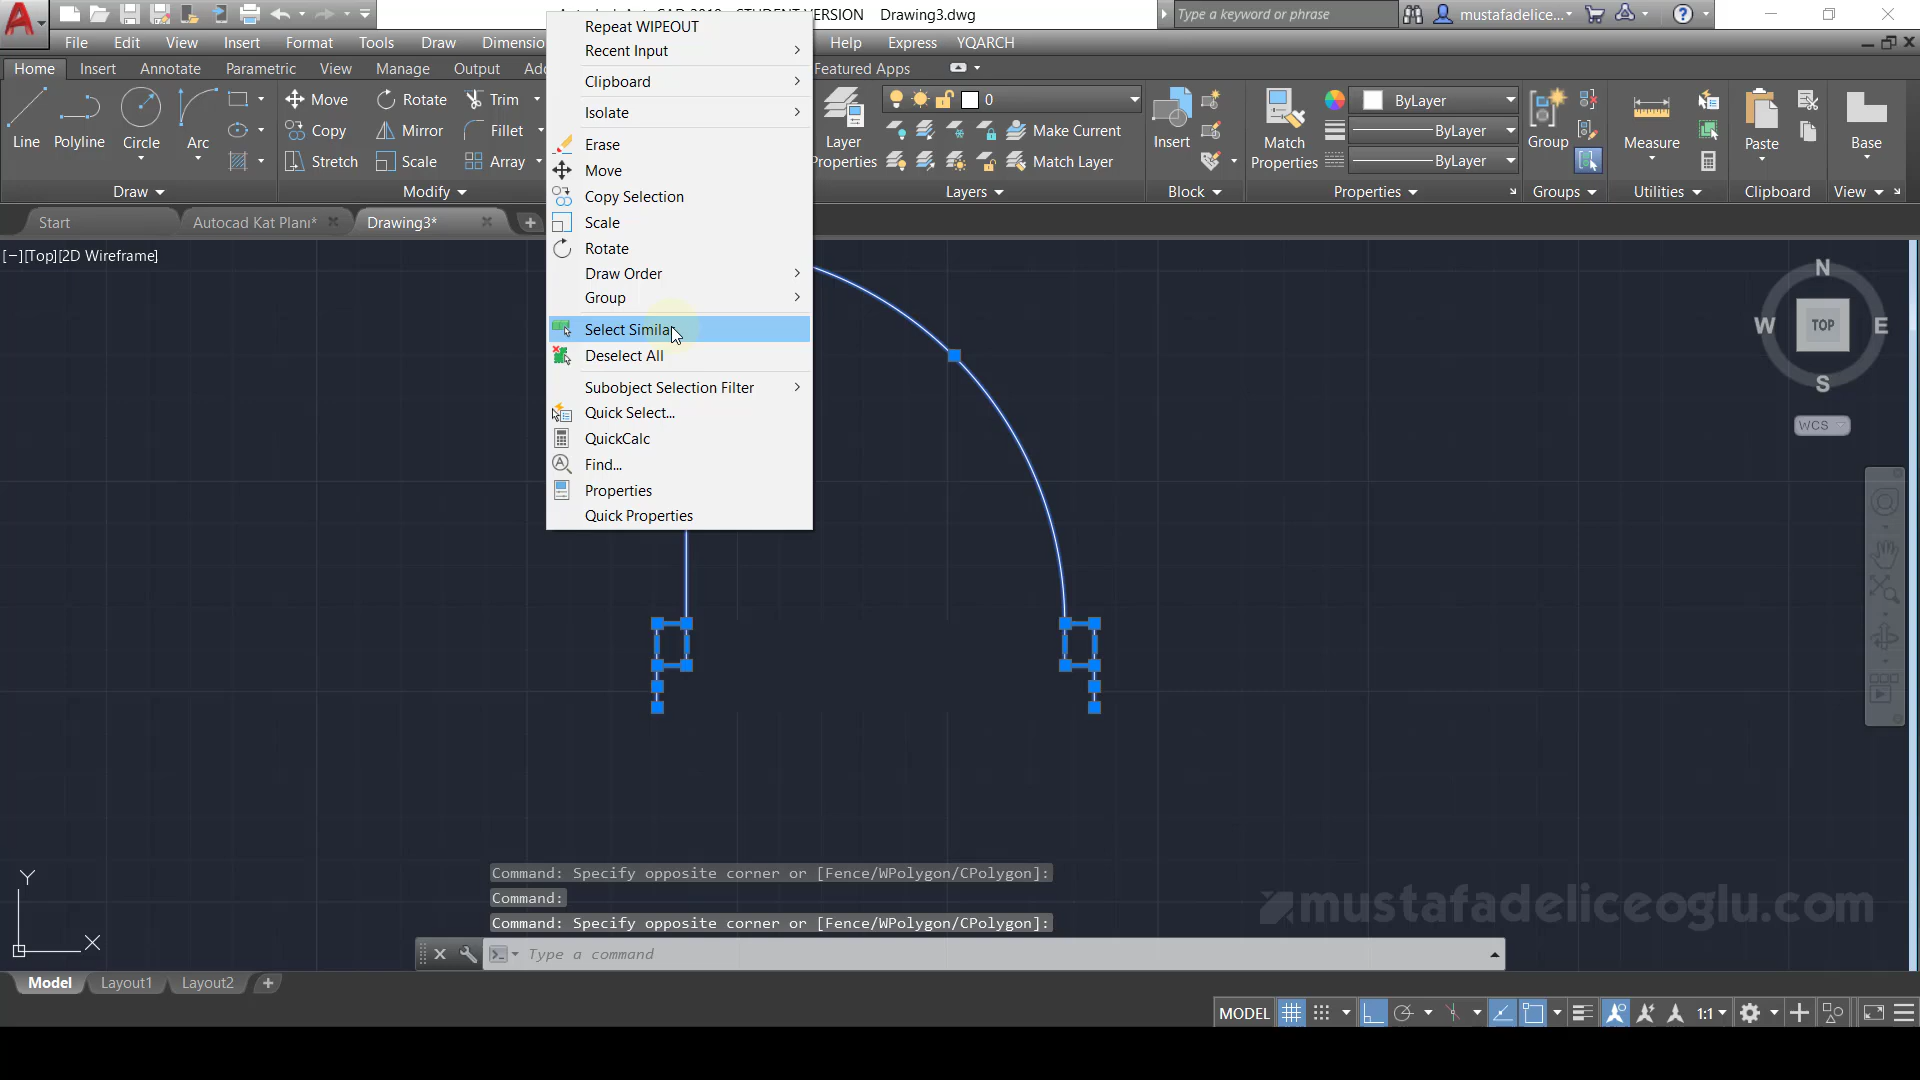 VERSION Drawing3.dwg
Type a keyword or phrase
mustafadelice...
File Edit View Insert Format Tools Draw Help Express YQARCH
Home Insert Annotate Parametric View Manage Output Featured Apps
Line
Polyline
Circle
Arc
Move
Copy
Stretch
Rotate
Mirror
Scale
Trim
Fillet
Array
Draw
Modify
Layer
Properties
0
Make Current
Match Layer
Layers
Insert
Block
Match
Properties
ByLayer
ByLayer
ByLayer
Properties
Group
Groups
Measure
Utilities
Paste
Clipboard
Base
View
Start
Autocad Kat Planı*
Drawing3*
[−][Top][2D Wireframe]
Repeat WIPEOUT
Recent Input
Clipboard
Isolate
Erase
Move
Copy Selection
Scale
Rotate
Draw Order
Group
Select Similar
Deselect All
Subobject Selection Filter
Quick Select...
QuickCalc
Find...
Properties
Quick Properties
N
W TOP E
S
WCS
Command: Specify opposite corner or [Fence/WPolygon/CPolygon]:
Command:
Command: Specify opposite corner or [Fence/WPolygon/CPolygon]:
Type a command
mustafadeliceoglu.com
Y
X
Model Layout1 Layout2
MODEL
1:1